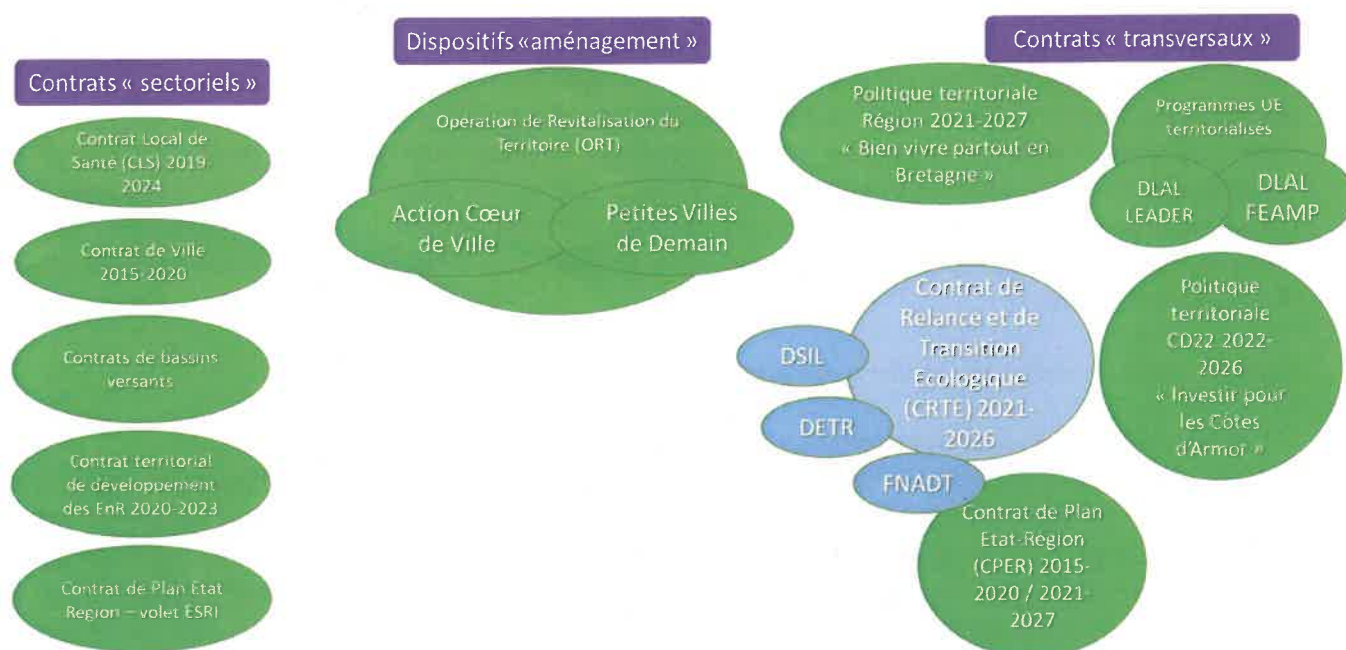 Contrats « sectoriels »
Contrat Local de
Santé (CLS) 2019-
2024
Contrat de Ville
2015-2020
Contrats de bassins
versants
Contrat territorial
de développement
des EnR 2020-2023
Contrat de Plan Etat
Region – volet ESRI
Dispositifs «aménagement »
Opération de Revitalisation du
Territoire (ORT)
Action Cœur
de Ville
Petites Villes
de Demain
Contrats « transversaux »
Politique territoriale
Région 2021-2027
« Bien vivre partout en
Bretagne »
Programmes UE
territorialisés
DLAL
LEADER
DLAL
FEAMP
Contrat de
Relance et de
Transition
Ecologique
(CRTE) 2021-
2026
DSIL
DETR
FNADT
Politique
territoriale
CD22 2022-
2026
« Investir pour
les Côtes
d'Armor »
Contrat de Plan
Etat-Région
(CPER) 2015-
2020 / 2021-
2027